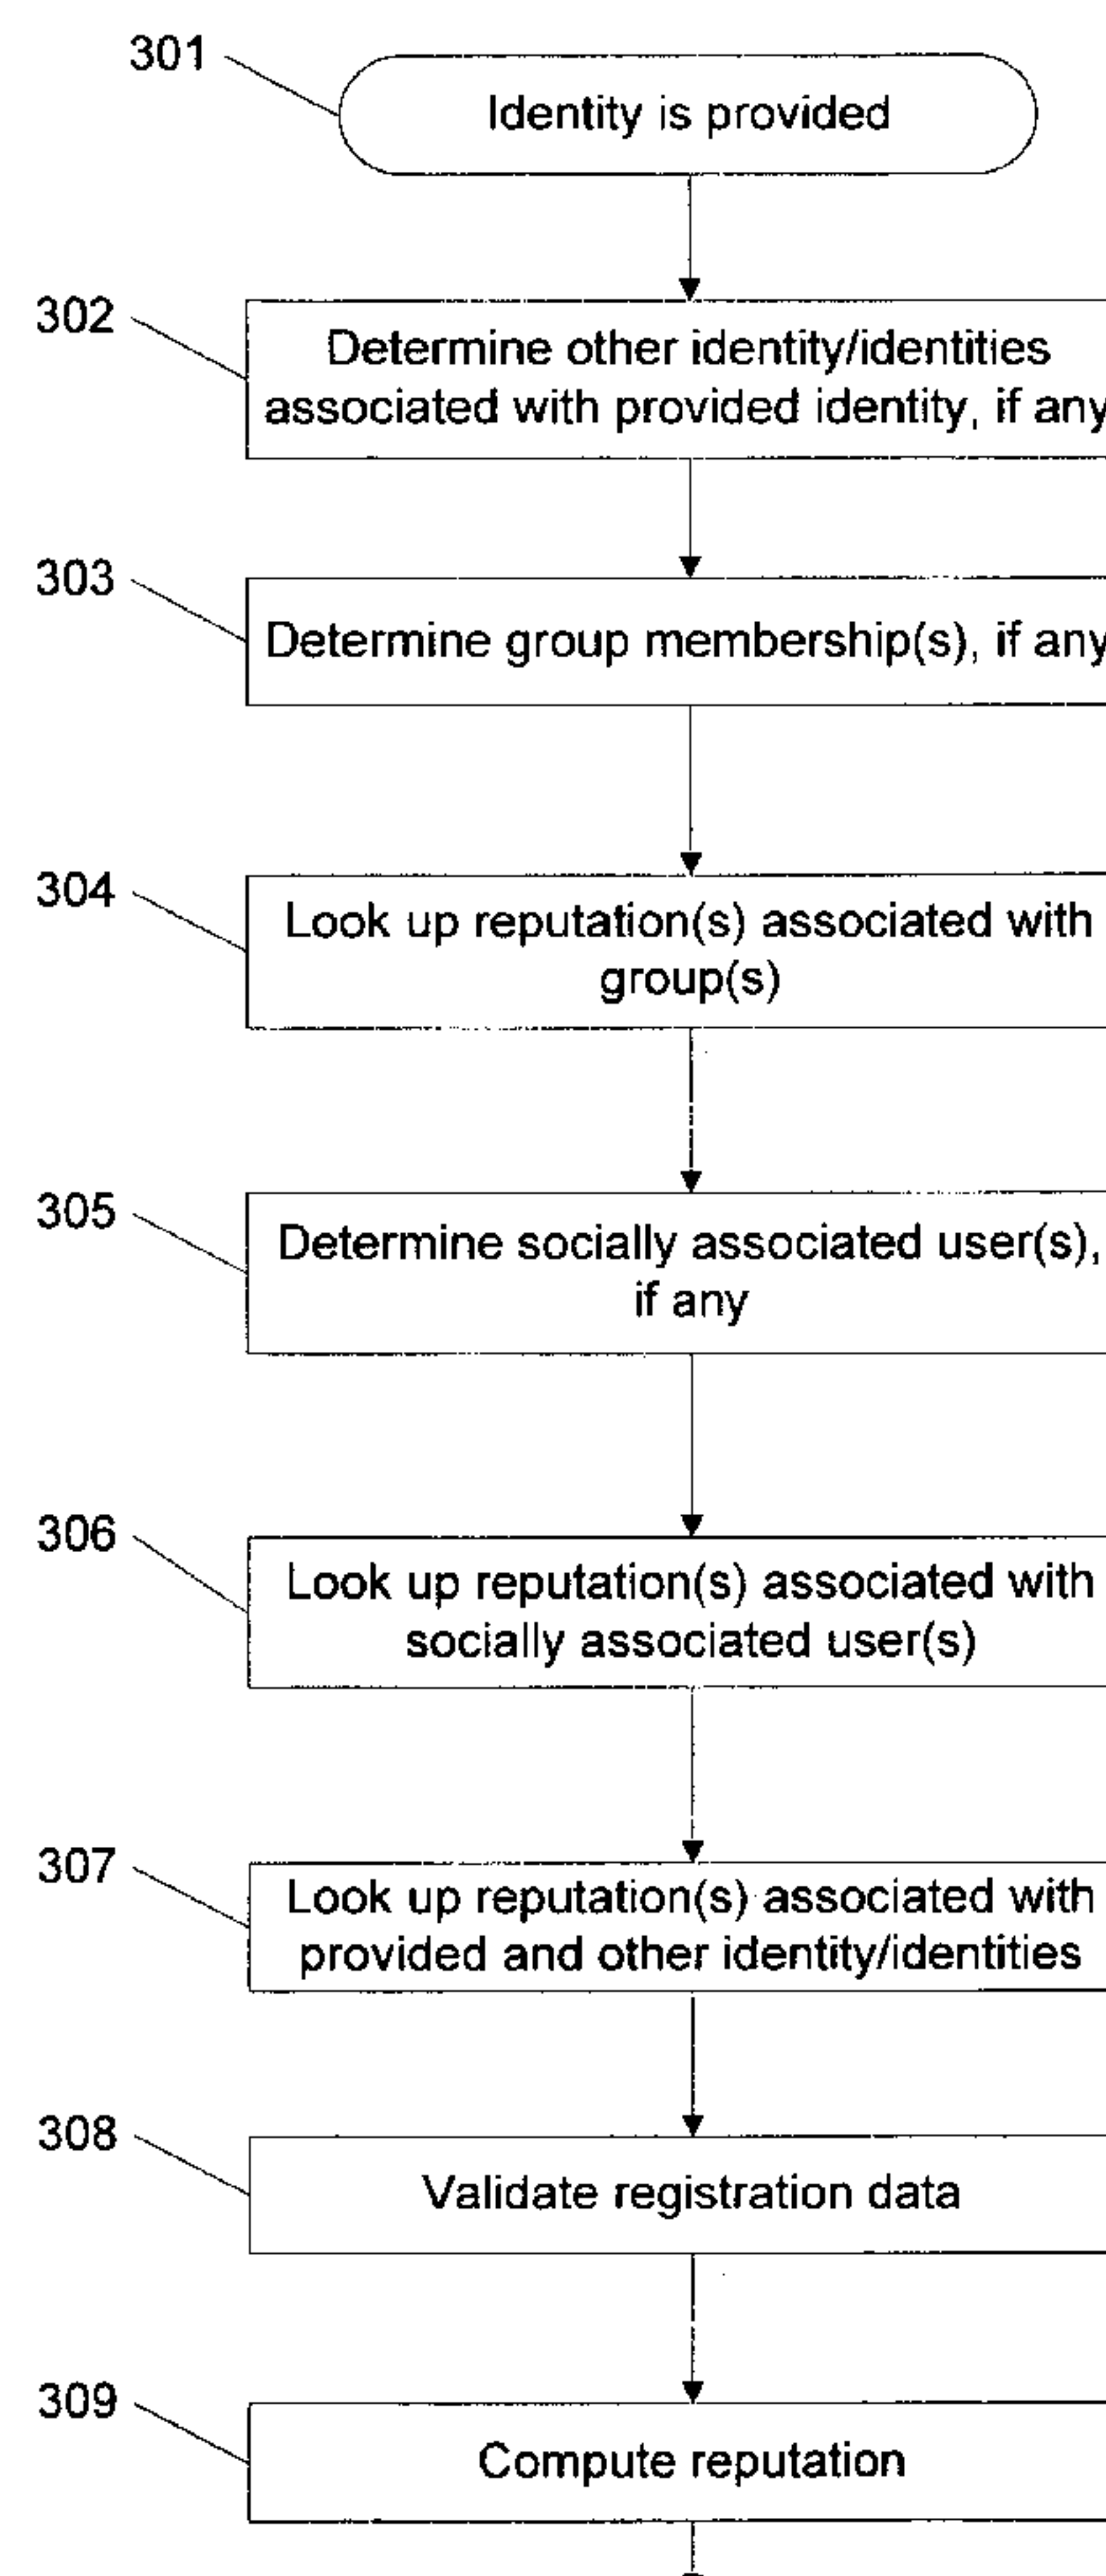 301
Identity is provided
302
Determine other identity/identities
associated with provided identity, if any
303
Determine group membership(s), if any
304
Look up reputation(s) associated with
group(s)
305
Determine socially associated user(s),
if any
306
Look up reputation(s) associated with
socially associated user(s)
307
Look up reputation(s) associated with
provided and other identity/identities
308
Validate registration data
309
Compute reputation